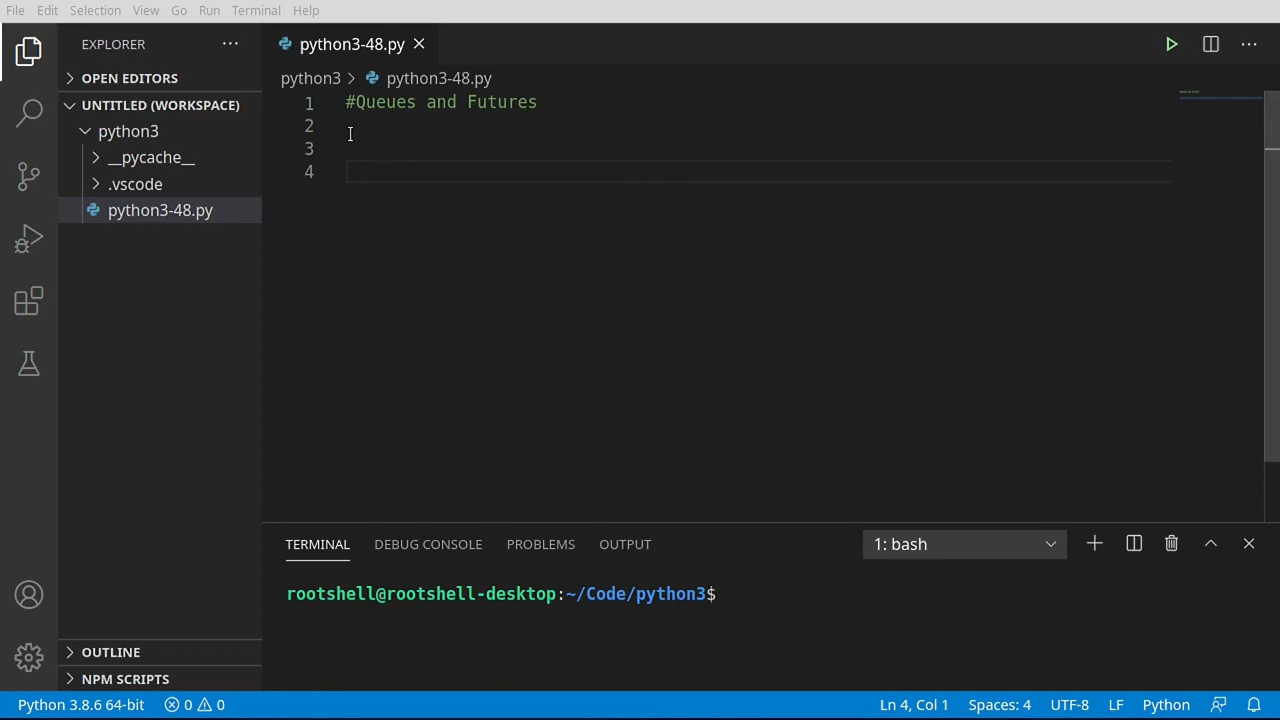 File Edit Selection View Go Run Terminal Help
EXPLORER
python3-48.py
OPEN EDITORS
python3 > python3-48.py
UNTITLED (WORKSPACE)
1 #Queues and Futures
python3
2
__pycache__
3
4
.vscode
python3-48.py
TERMINAL DEBUG CONSOLE PROBLEMS OUTPUT 1: bash
rootshell@rootshell-desktop:~/Code/python3$
OUTLINE
NPM SCRIPTS
Python 3.8.6 64-bit 0 0 Ln 4, Col 1 Spaces: 4 UTF-8 LF Python